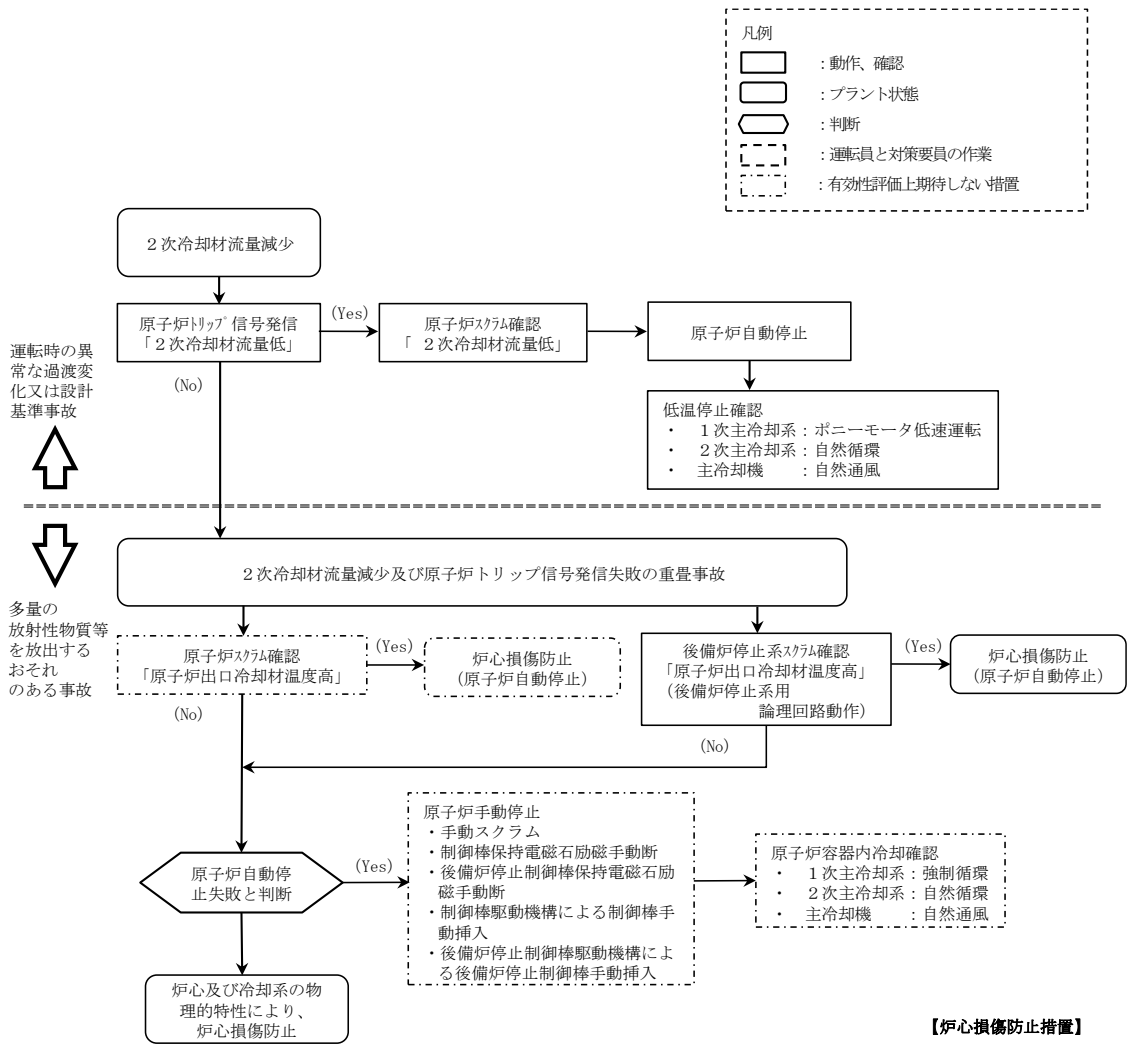 凡例
：動作、確認
：プラント状態
：判断
：運転員と対策要員の作業
：有効性評価上期待しない措置
２次冷却材流量減少
原子炉ﾄﾘｯﾌﾟ信号発信
「２次冷却材流量低」
(Yes)
原子炉ｽｸﾗﾑ確認
「 ２次冷却材流量低」
原子炉自動停止
(No)
運転時の異
常な過渡変
化又は設計
基準事故
低温停止確認
・ １次主冷却系：ポニーモータ低速運転
・ ２次主冷却系：自然循環
・ 主冷却機 ：自然通風
２次冷却材流量減少及び原子炉トリップ信号発信失敗の重畳事故
多量の
放射性物質等
を放出する
おそれ
のある事故
原子炉ｽｸﾗﾑ確認
「原子炉出口冷却材温度高」
(Yes)
炉心損傷防止
(原子炉自動停止)
後備炉停止系ｽｸﾗﾑ確認
「原子炉出口冷却材温度高」
（後備炉停止系用
論理回路動作）
(Yes)
炉心損傷防止
(原子炉自動停止)
(No)
(No)
原子炉自動停
止失敗と判断
(Yes)
原子炉手動停止
・手動スクラム
・制御棒保持電磁石励磁手動断
・後備炉停止制御棒保持電磁石励
磁手動断
・制御棒駆動機構による制御棒手
動挿入
・後備炉停止制御棒駆動機構によ
る後備炉停止制御棒手動挿入
原子炉容器内冷却確認
・ １次主冷却系：強制循環
・ ２次主冷却系：自然循環
・ 主冷却機 ：自然通風
炉心及び冷却系の物
理的特性により、
炉心損傷防止
【炉心損傷防止措置】